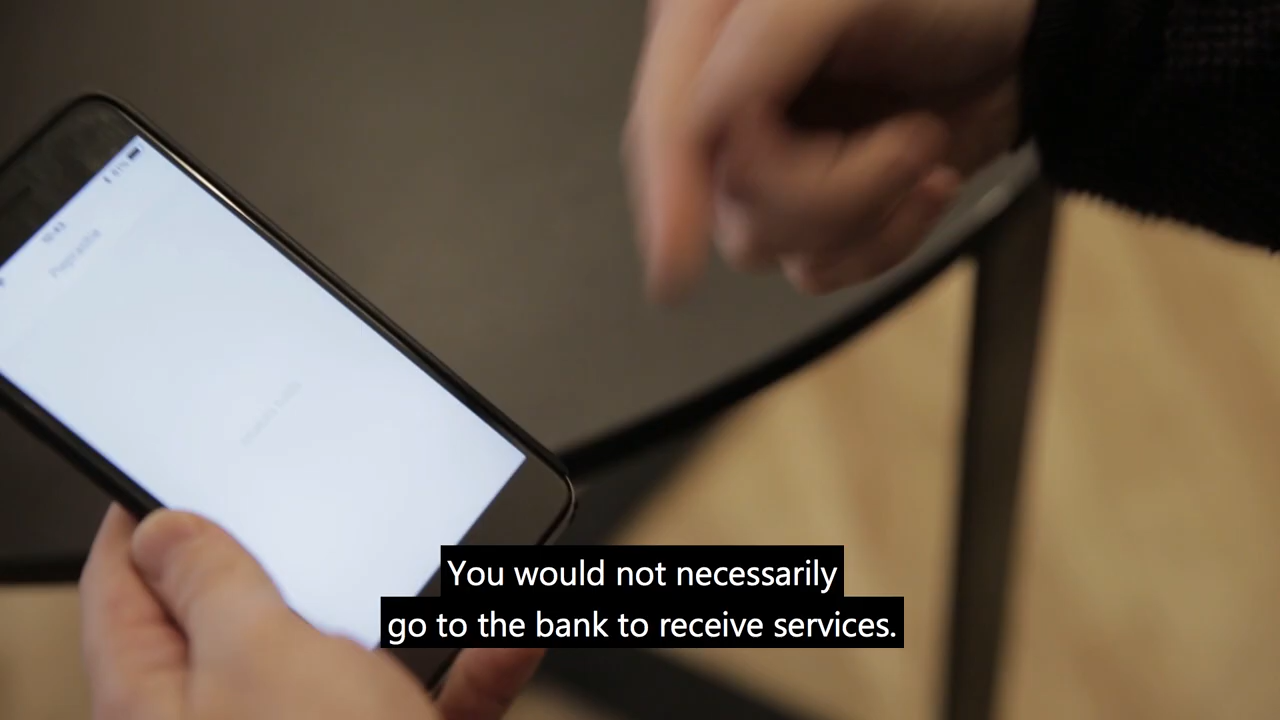 You would not necessarily
go to the bank to receive services.